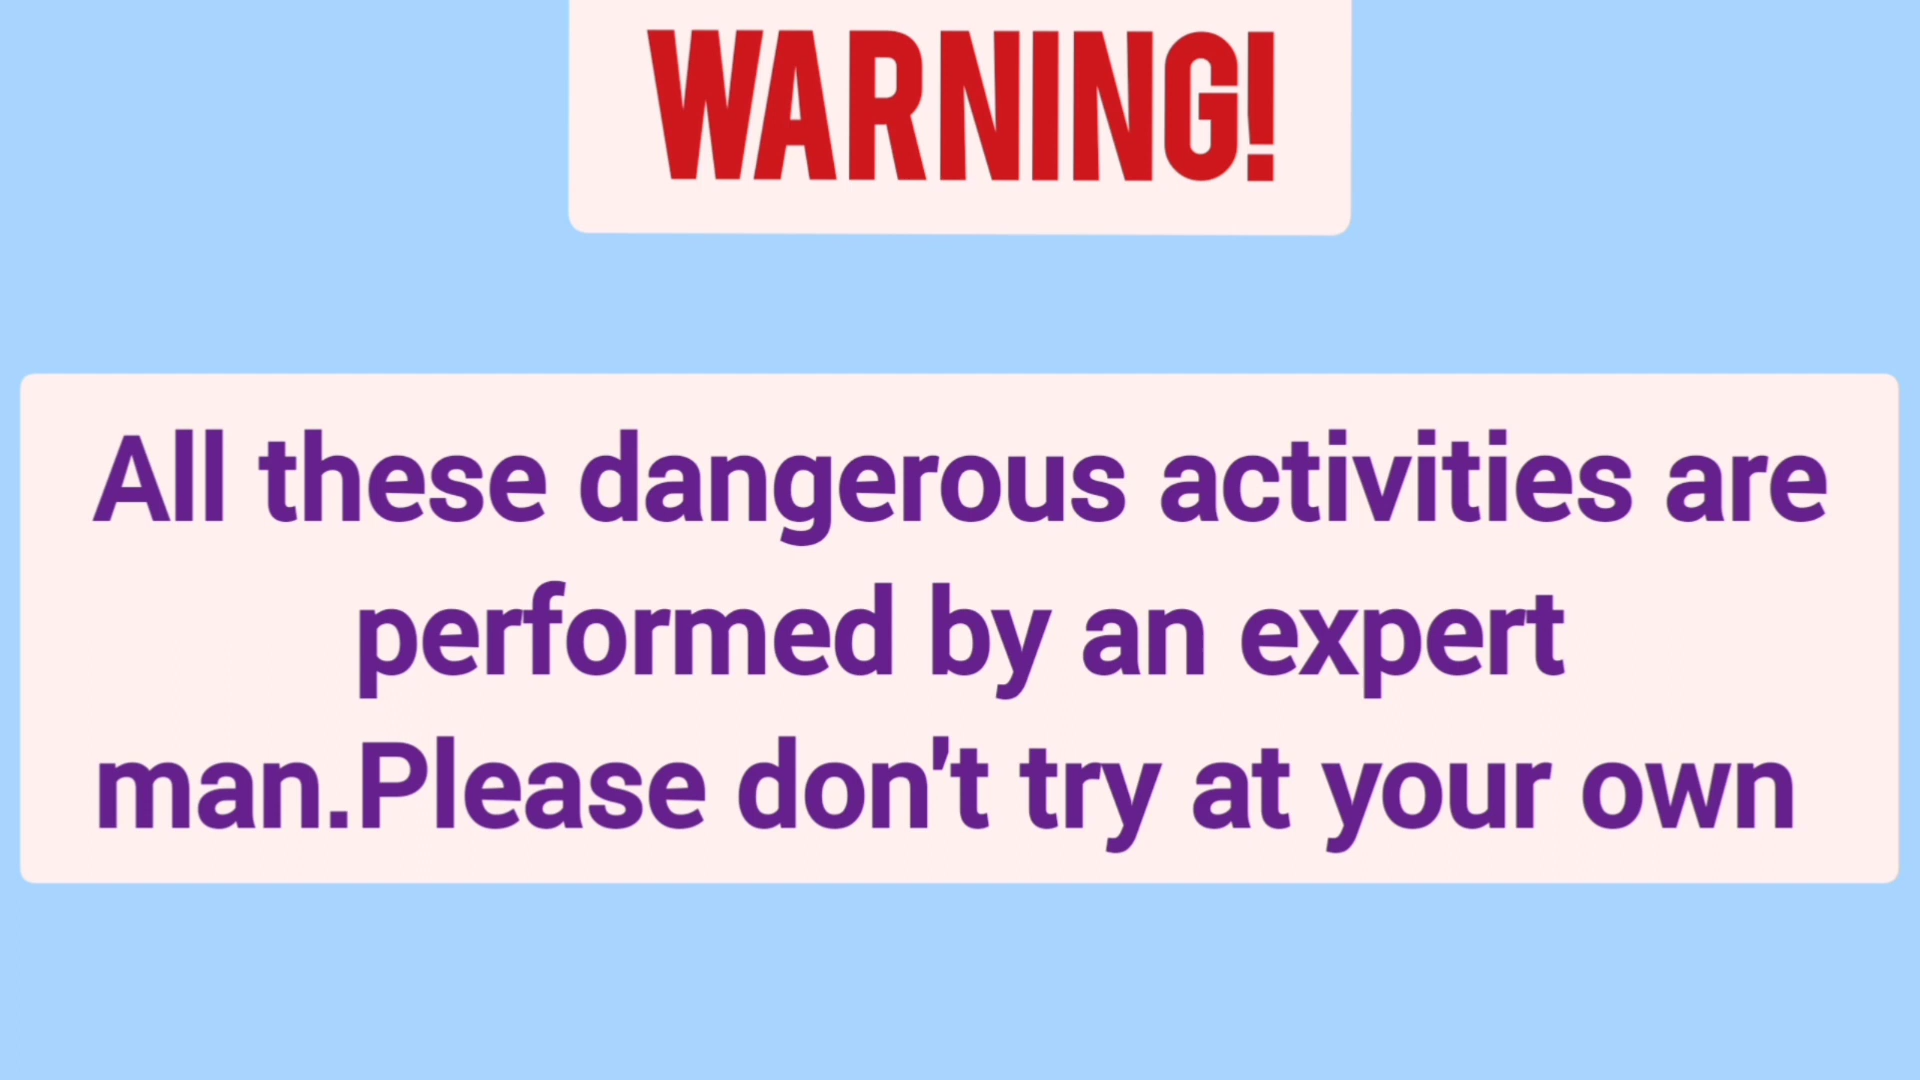 WARNING!
All these dangerous activities are
performed by an expert
man.Please don't try at your own